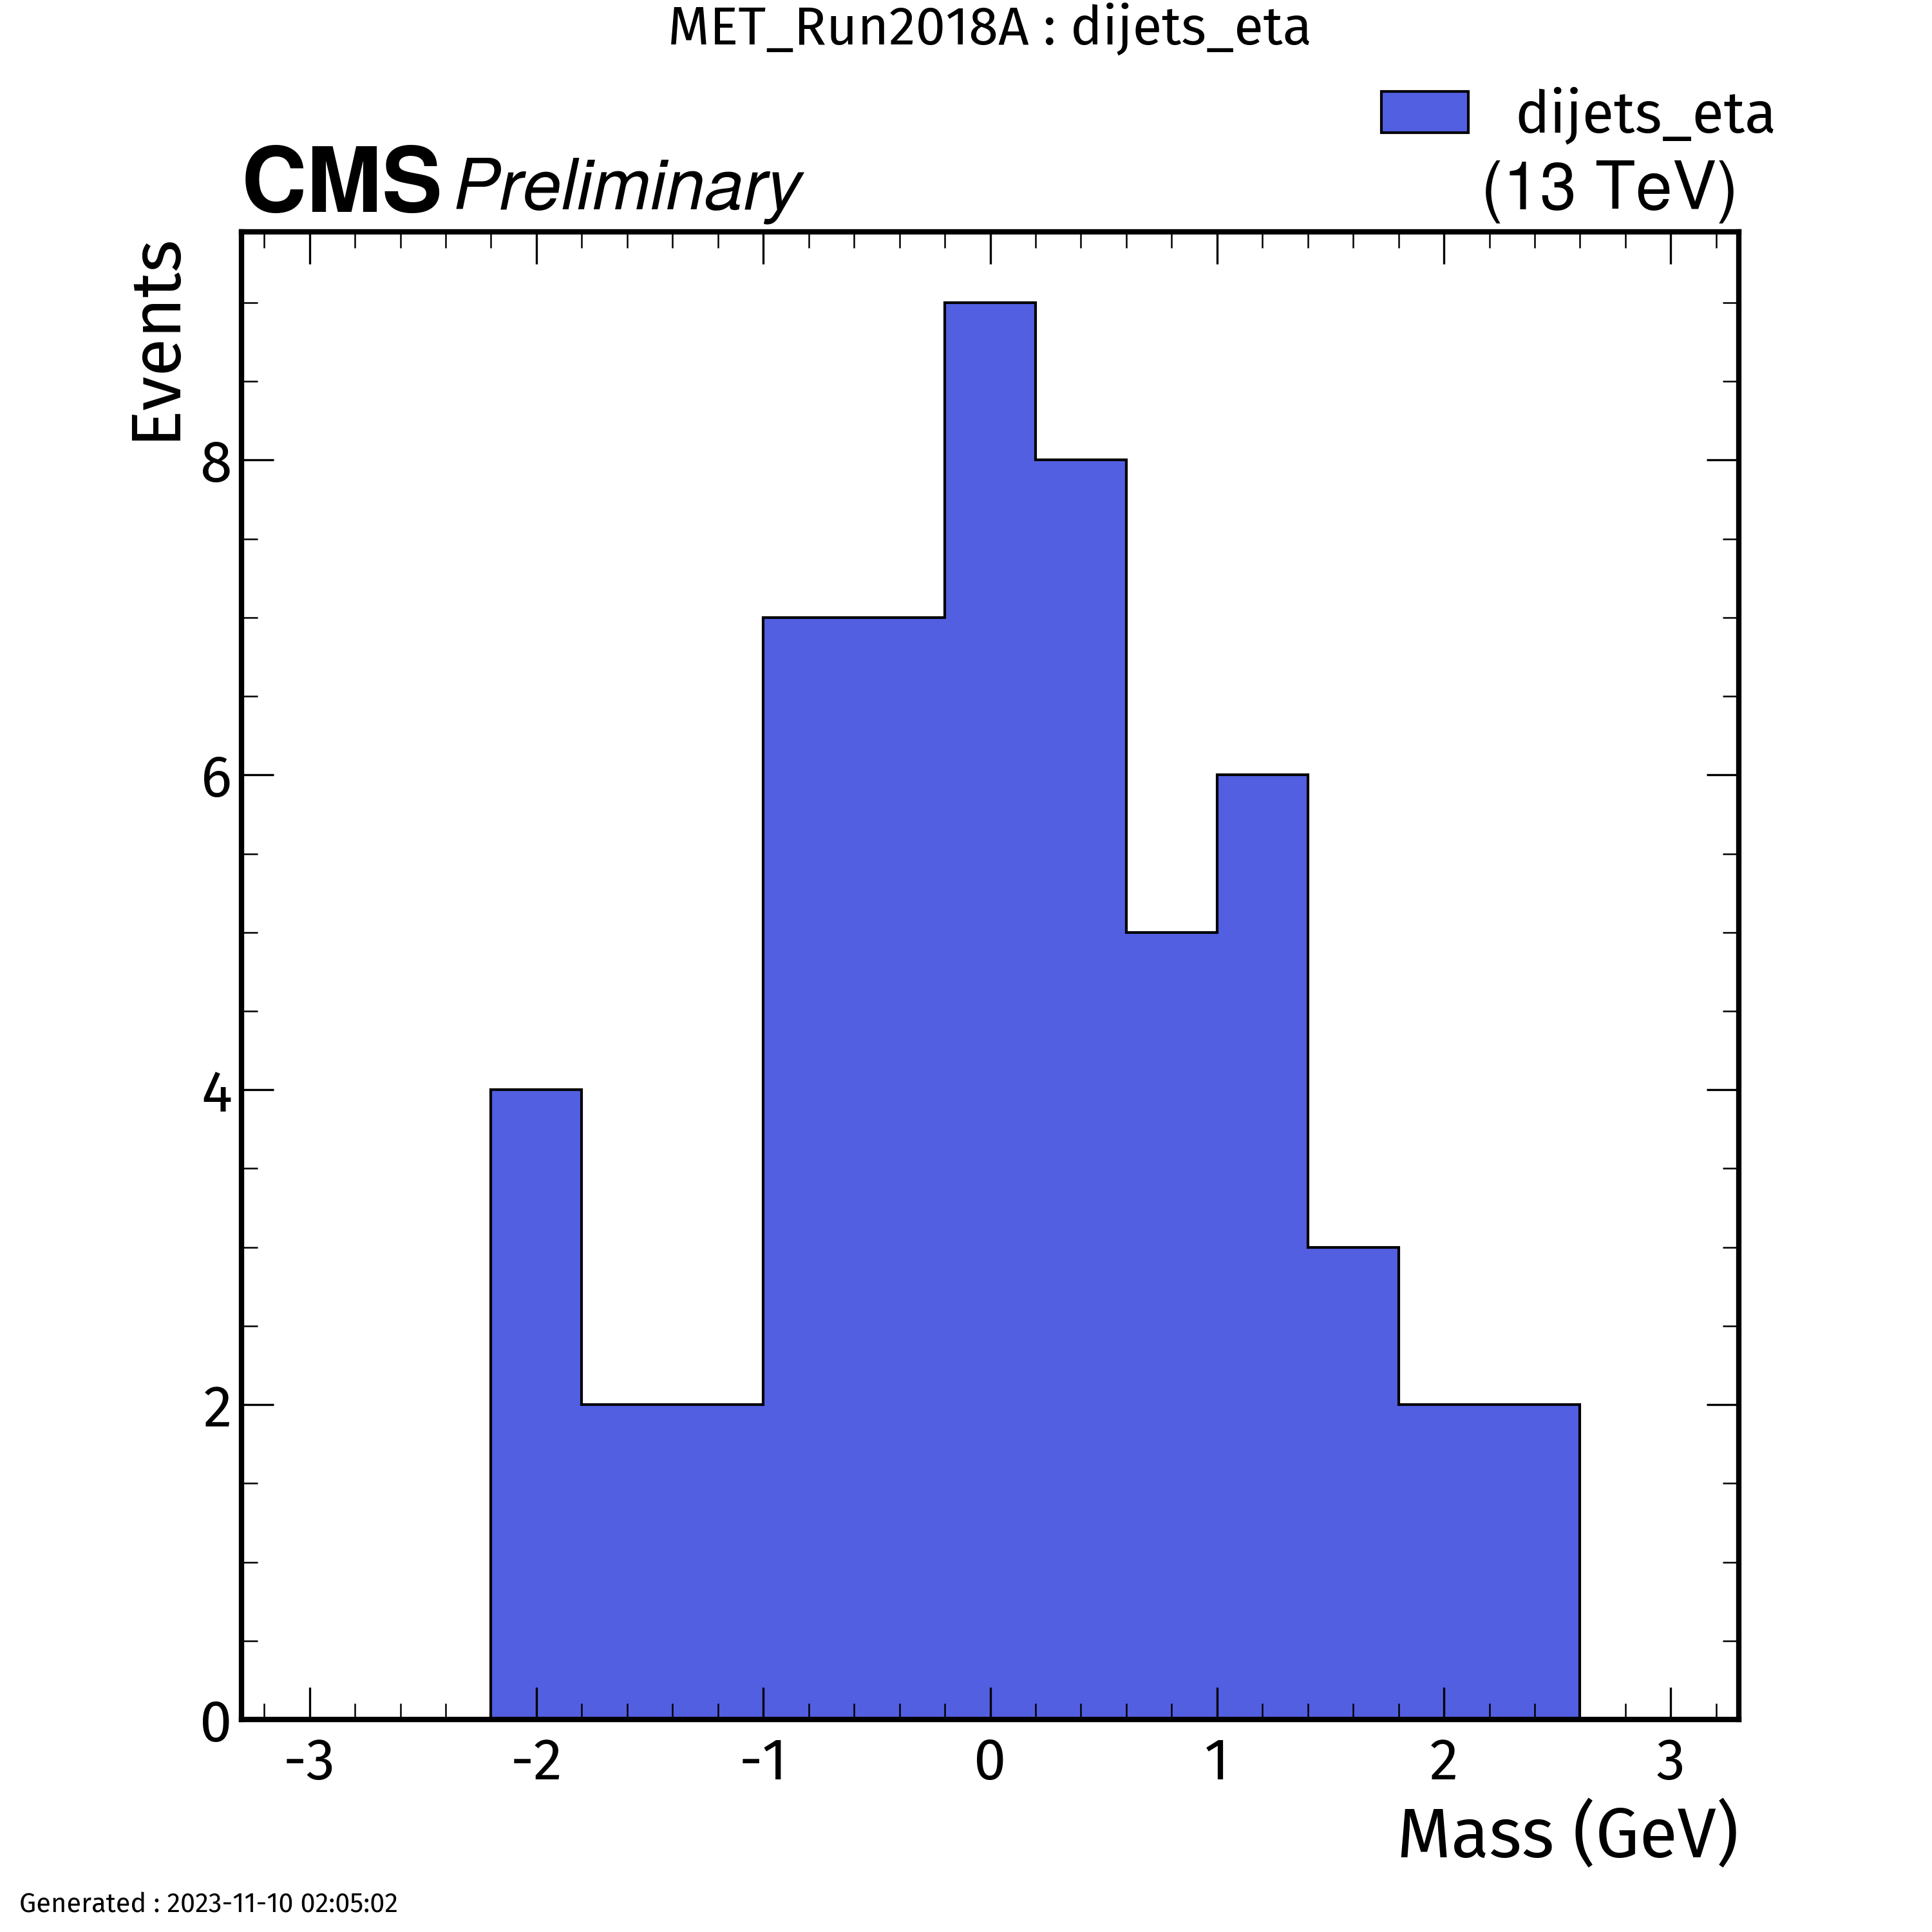 MET_Run2018A : dijets_eta
dijets_eta
CMS Preliminary (13 TeV)
Events
8
6
4
2
0
-3 -2 -1 0 1 2 3
Mass (GeV)
Generated : 2023-11-10 02:05:02